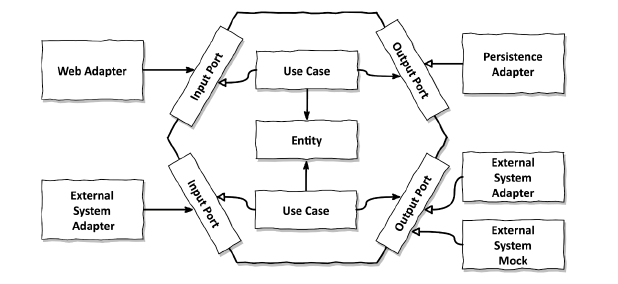 Web Adapter
Input Port
Use Case
Output Port
Persistence
Adapter
Entity
External
System
Adapter
Input Port
Use Case
Output Port
External
System
Adapter
External
System
Mock